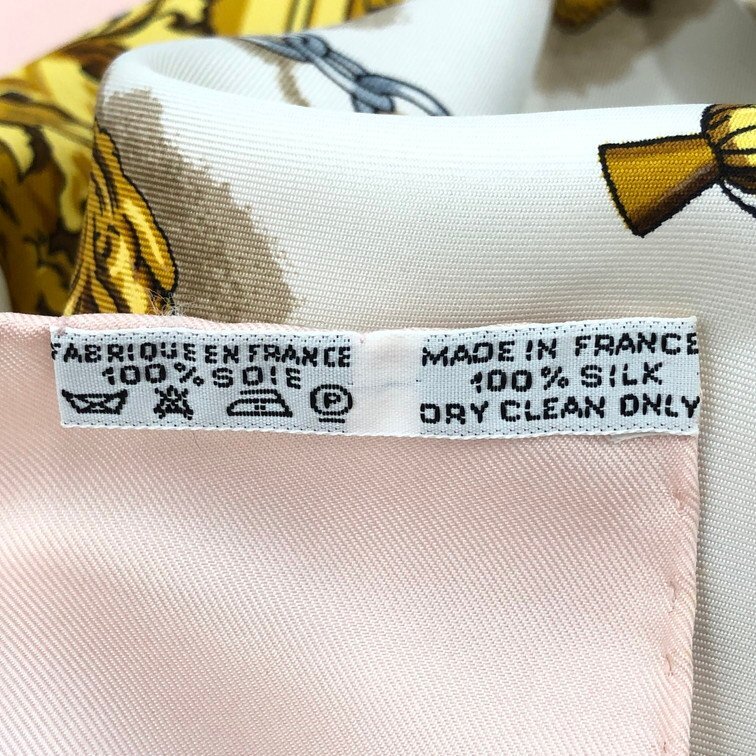 FABRIQUE EN FRANCE
100% SOIE
P
MADE IN FRANCE
100% SILK
DRY CLEAN ONLY